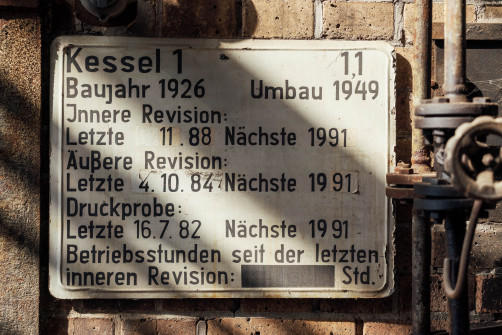 Kessel 1 1,1
Baujahr 1926 Umbau 1949
Innere Revision:
Letzte 11.88 Nächste 1991
Äußere Revision:
Letzte 4.10.84 Nächste 1991
Druckprobe:
Letzte 16.7.82 Nächste 1991
Betriebsstunden seit der letzten
inneren Revision: Std.